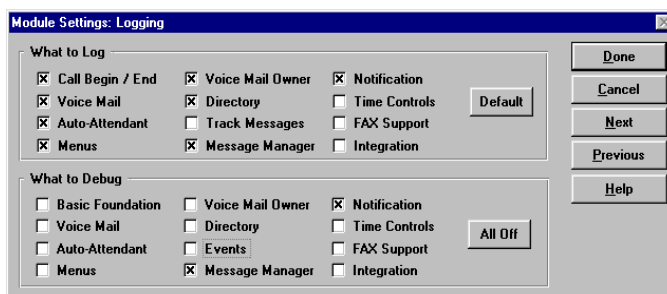 Module Settings: Logging
What to Log
Call Begin / End
Voice Mail Owner
Notification
Voice Mail
Directory
Time Controls
Auto-Attendant
Track Messages
FAX Support
Menus
Message Manager
Integration
Default
What to Debug
Basic Foundation
Voice Mail Owner
Notification
Voice Mail
Directory
Time Controls
Auto-Attendant
Events
FAX Support
Menus
Message Manager
Integration
All Off
Done
Cancel
Next
Previous
Help